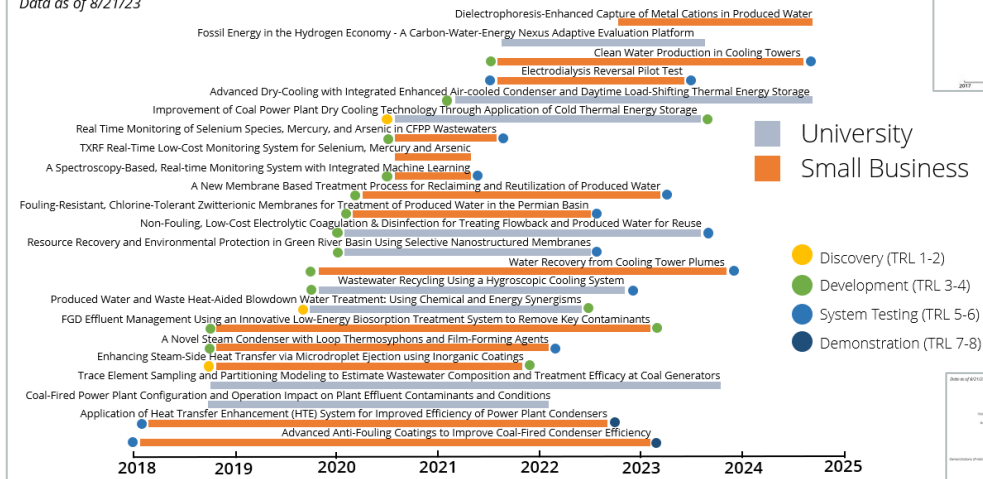 Data as of 8/21/23
Dielectrophoresis-Enhanced Capture of Metal Cations in Produced Water
Fossil Energy in the Hydrogen Economy - A Carbon-Water-Energy Nexus Adaptive Evaluation Platform
Clean Water Production in Cooling Towers
Electrodialysis Reversal Pilot Test
Advanced Dry-Cooling with Integrated Enhanced Air-cooled Condenser and Daytime Load-Shifting Thermal Energy Storage
Improvement of Coal Power Plant Dry Cooling Technology Through Application of Cold Thermal Energy Storage
Real Time Monitoring of Selenium Species, Mercury, and Arsenic in CFPP Wastewaters
TXRF Real-Time Low-Cost Monitoring System for Selenium, Mercury and Arsenic
A Spectroscopy-Based, Real-time Monitoring System with Integrated Machine Learning
A New Membrane Based Treatment Process for Reclaiming and Reutilization of Produced Water
Fouling-Resistant, Chlorine-Tolerant Zwitterionic Membranes for Treatment of Produced Water in the Permian Basin
Non-Fouling, Low-Cost Electrolytic Coagulation & Disinfection for Treating Flowback and Produced Water for Reuse
Resource Recovery and Environmental Protection in Green River Basin Using Selective Nanostructured Membranes
Water Recovery from Cooling Tower Plumes
Wastewater Recycling Using a Hygroscopic Cooling System
Produced Water and Waste Heat-Aided Blowdown Water Treatment: Using Chemical and Energy Synergisms
FGD Effluent Management Using an Innovative Low-Energy Biosorption Treatment System to Remove Key Contaminants
A Novel Steam Condenser with Loop Thermosyphons and Film-Forming Agents
Enhancing Steam-Side Heat Transfer via Microdroplet Ejection using Inorganic Coatings
Trace Element Sampling and Partitioning Modeling to Estimate Wastewater Composition and Treatment Efficacy at Coal Generators
Coal-Fired Power Plant Configuration and Operation Impact on Plant Effluent Contaminants and Conditions
Application of Heat Transfer Enhancement (HTE) System for Improved Efficiency of Power Plant Condensers
Advanced Anti-Fouling Coatings to Improve Coal-Fired Condenser Efficiency
2018 2019 2020 2021 2022 2023 2024 2025
University
Small Business
Discovery (TRL 1-2)
Development (TRL 3-4)
System Testing (TRL 5-6)
Demonstration (TRL 7-8)
2017
Data as of 8/21/2